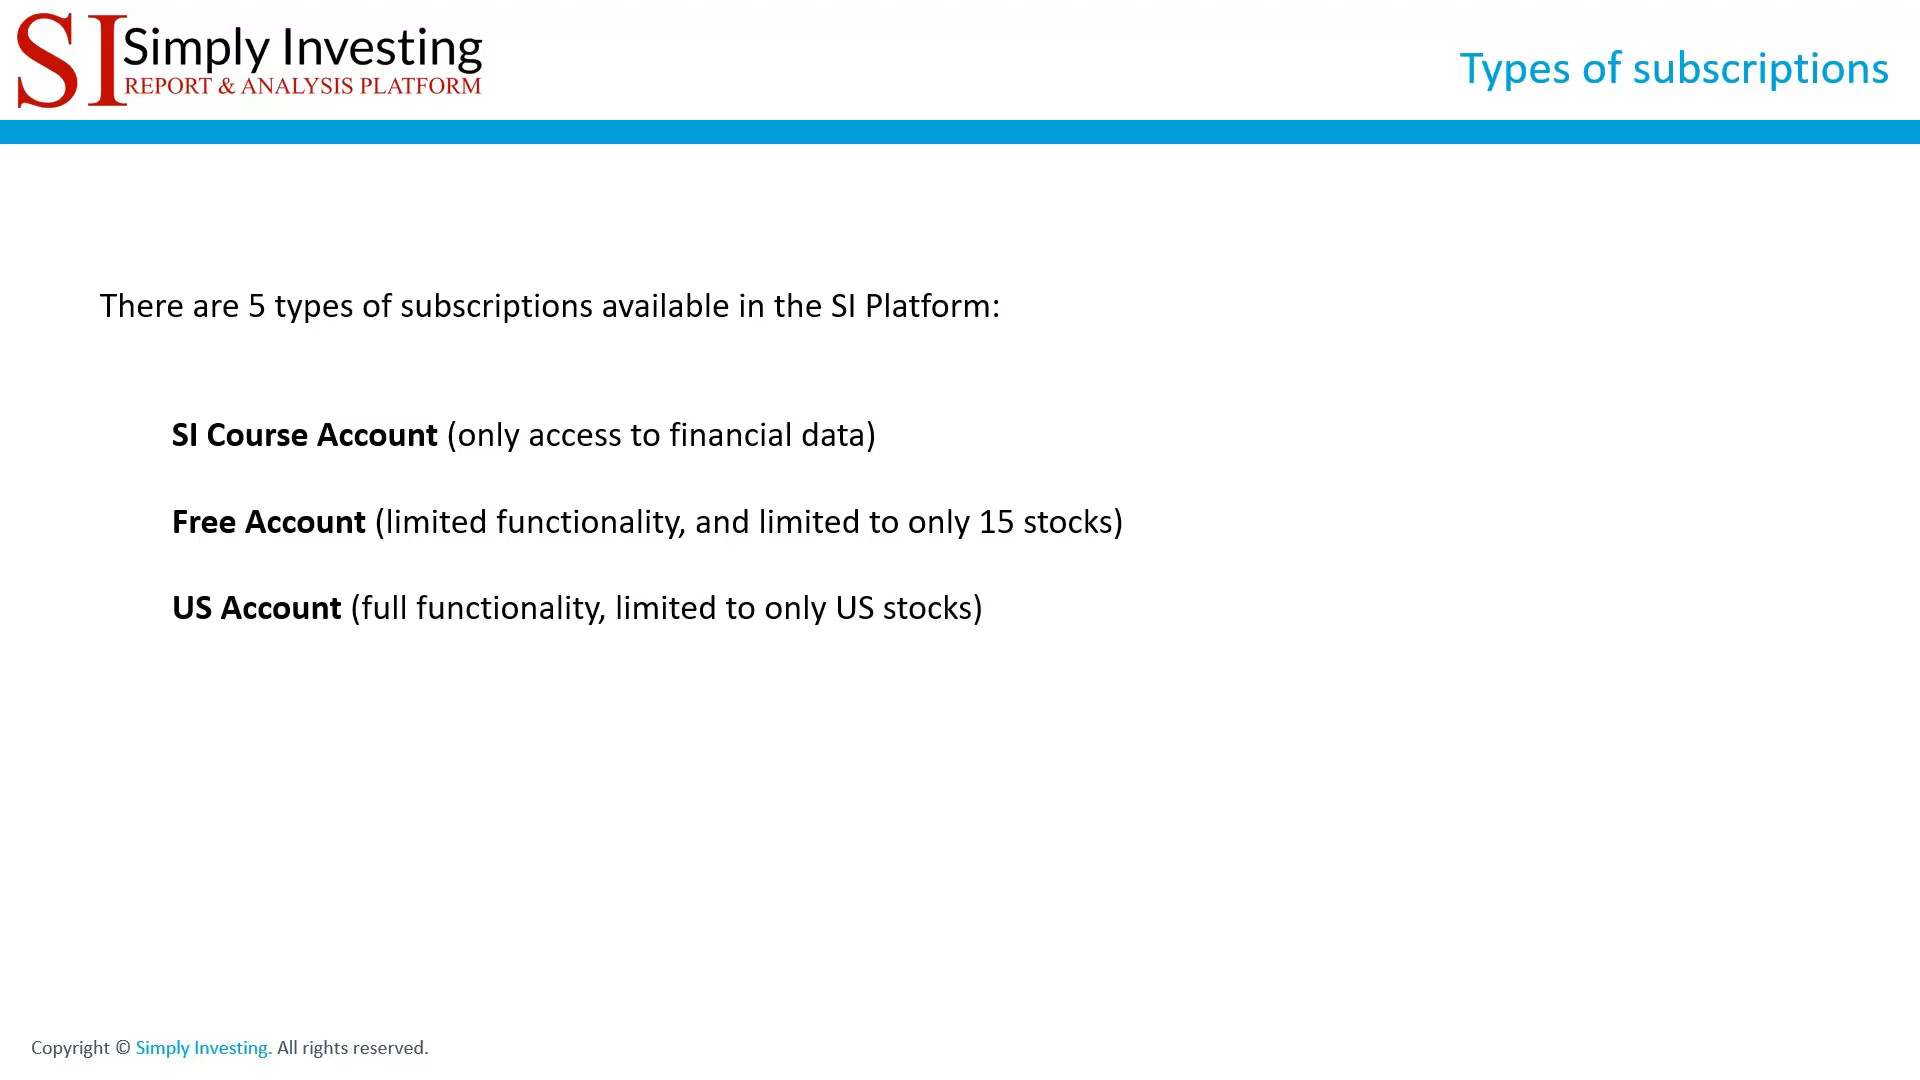 SI Simply Investing
REPORT & ANALYSIS PLATFORM
Types of subscriptions
There are 5 types of subscriptions available in the SI Platform:
SI Course Account (only access to financial data)
Free Account (limited functionality, and limited to only 15 stocks)
US Account (full functionality, limited to only US stocks)
Copyright © Simply Investing. All rights reserved.